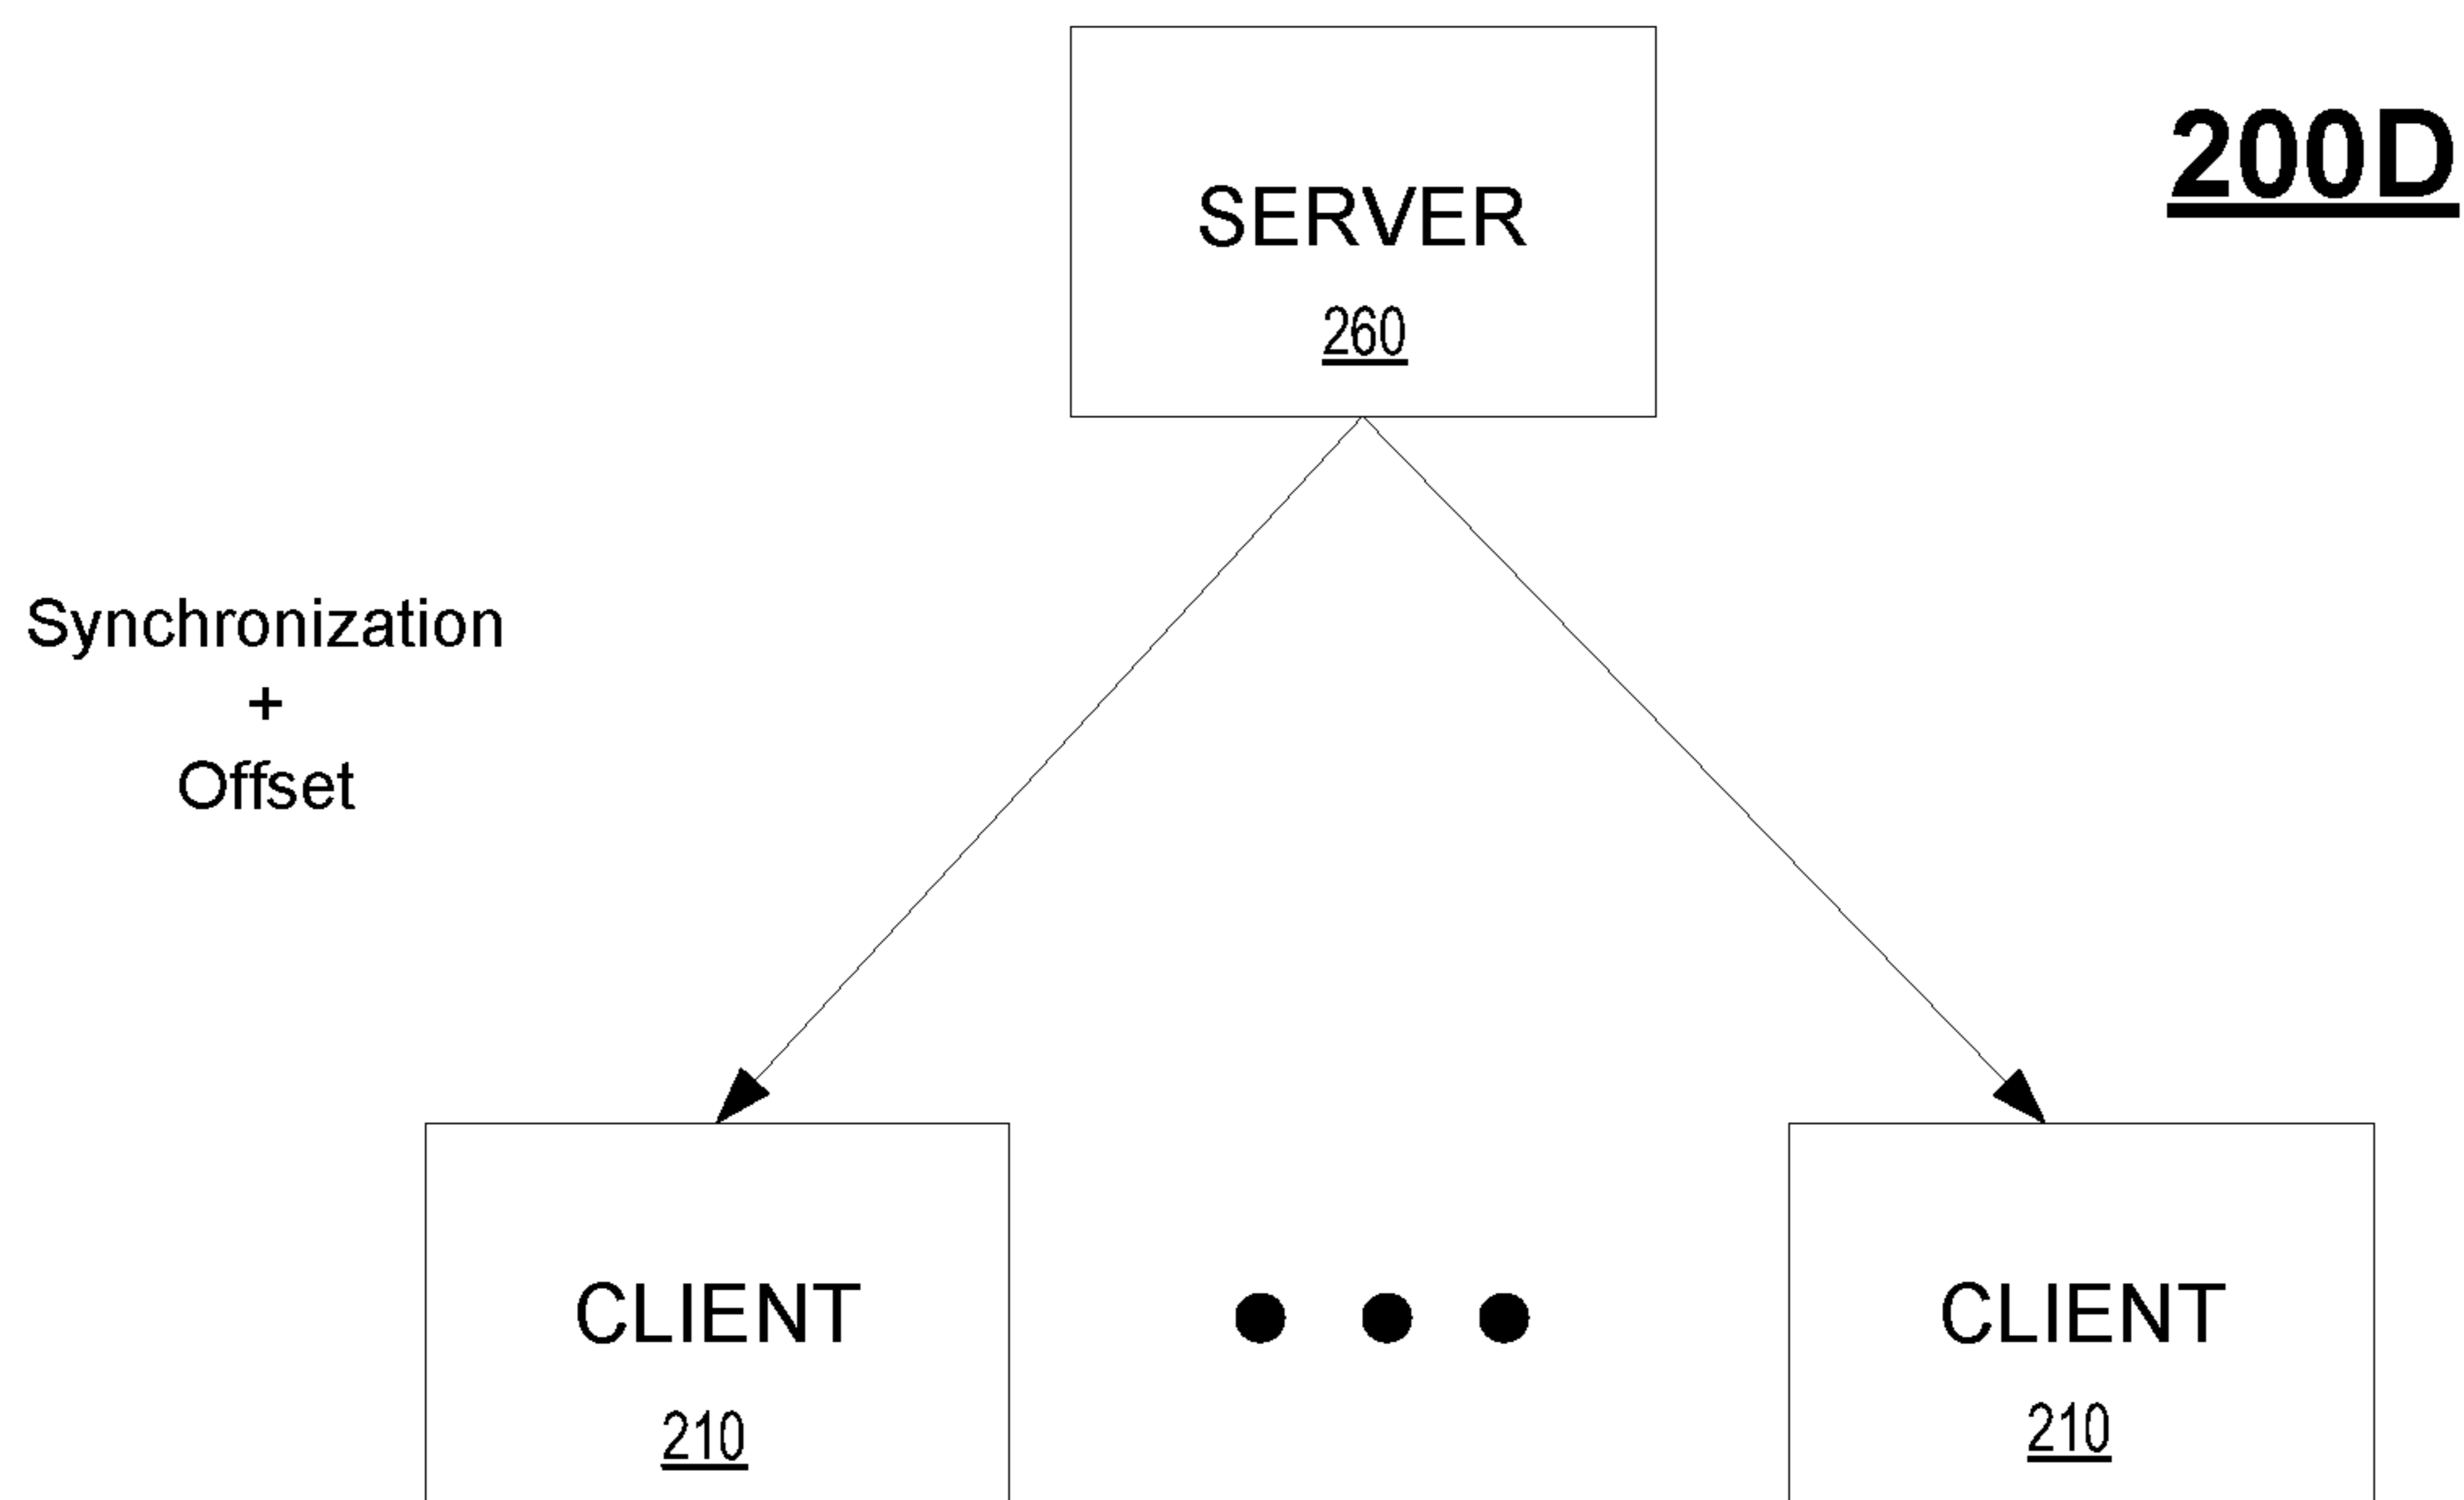 200D
SERVER
260
Synchronization
+
Offset
CLIENT
210
CLIENT
210